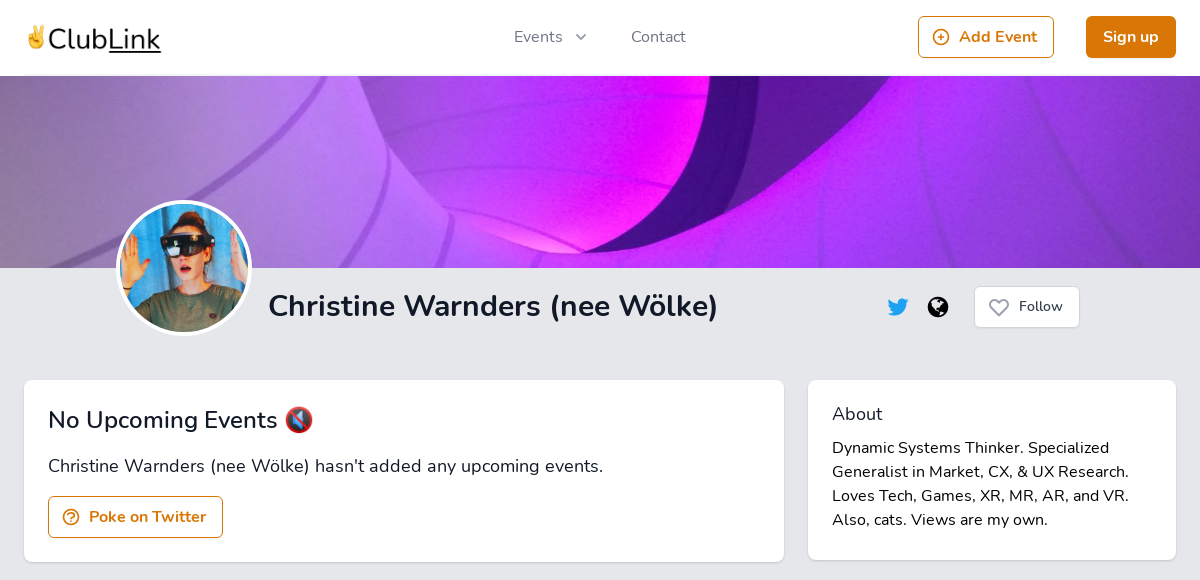 ✌️ClubLink
Events
Contact
Add Event
Sign up
Christine Warnders (nee Wölke)
Follow
No Upcoming Events 🔇
Christine Warnders (nee Wölke) hasn't added any upcoming events.
Poke on Twitter
About
Dynamic Systems Thinker. Specialized
Generalist in Market, CX, & UX Research.
Loves Tech, Games, XR, MR, AR, and VR.
Also, cats. Views are my own.